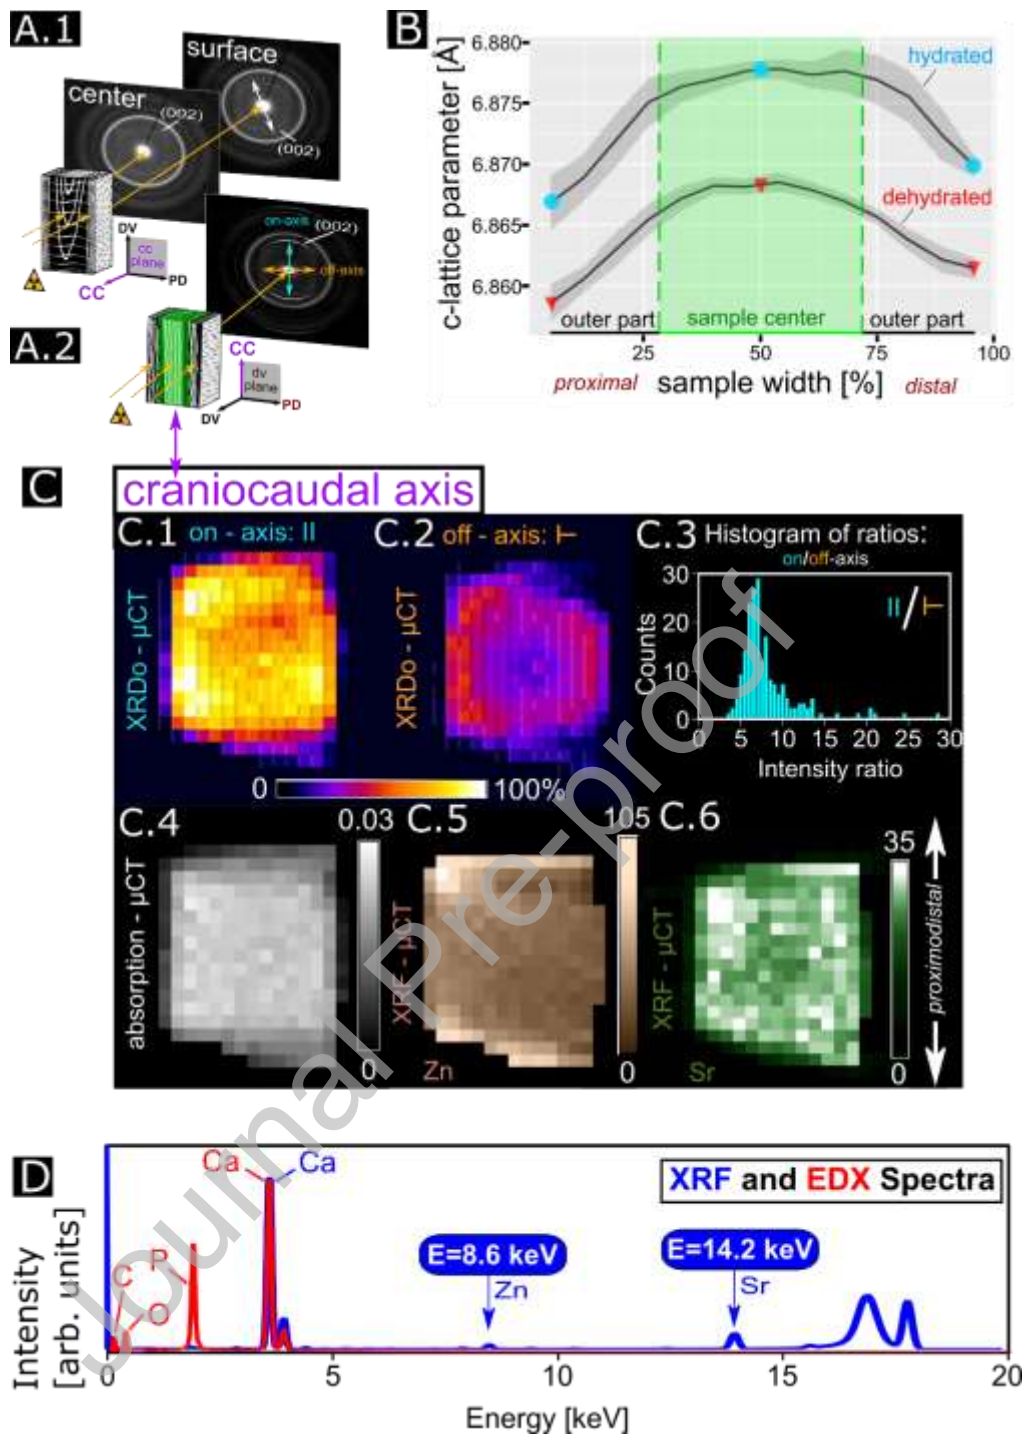 A.1
surface
center
(002)
(002)
DV
cc
plane
PD
CC
on-axis
(002)
off-axis
A.2
CC
dv
plane
PD
DV
B
c-lattice parameter [Å]
6.880
6.875
6.870
6.865
6.860
hydrated
dehydrated
outer part
sample center
outer part
25
50
75
100
proximal
sample width [%]
distal
C
craniocaudal axis
C.1
on - axis: II
XRDo - µCT
C.2
off - axis: ⊢
XRDo - µCT
0
100%
C.3
Histogram of ratios:
on/off-axis
II/⊢
Counts
30
20
10
0
0 5 10 15 20 25 30
Intensity ratio
C.4
0.03
absorption - µCT
0
C.5
105
XRF - µCT
Zn
0
C.6
35
XRF - µCT
Sr
0
proximodistal
D
Intensity
[arb. units]
XRF and EDX Spectra
Ca
Ca
C
P
O
E=8.6 keV
Zn
E=14.2 keV
Sr
0 5 10 15 20
Energy [keV]
Journal Pre-proof